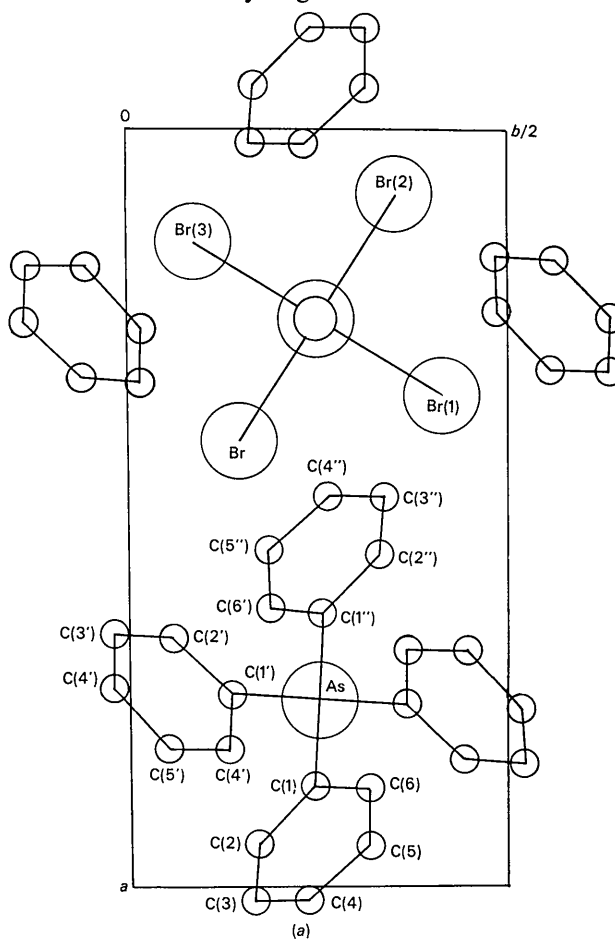 0
b/2
Br(2)
Br(3)
Br(1)
Br
C(4'')
C(3'')
C(5'')
C(2'')
C(6')
C(1'')
C(3')
C(2')
C(1')
C(4')
As
C(5')
C(4')
C(1)
C(6)
C(2)
C(5)
a
C(3)
C(4)
(a)